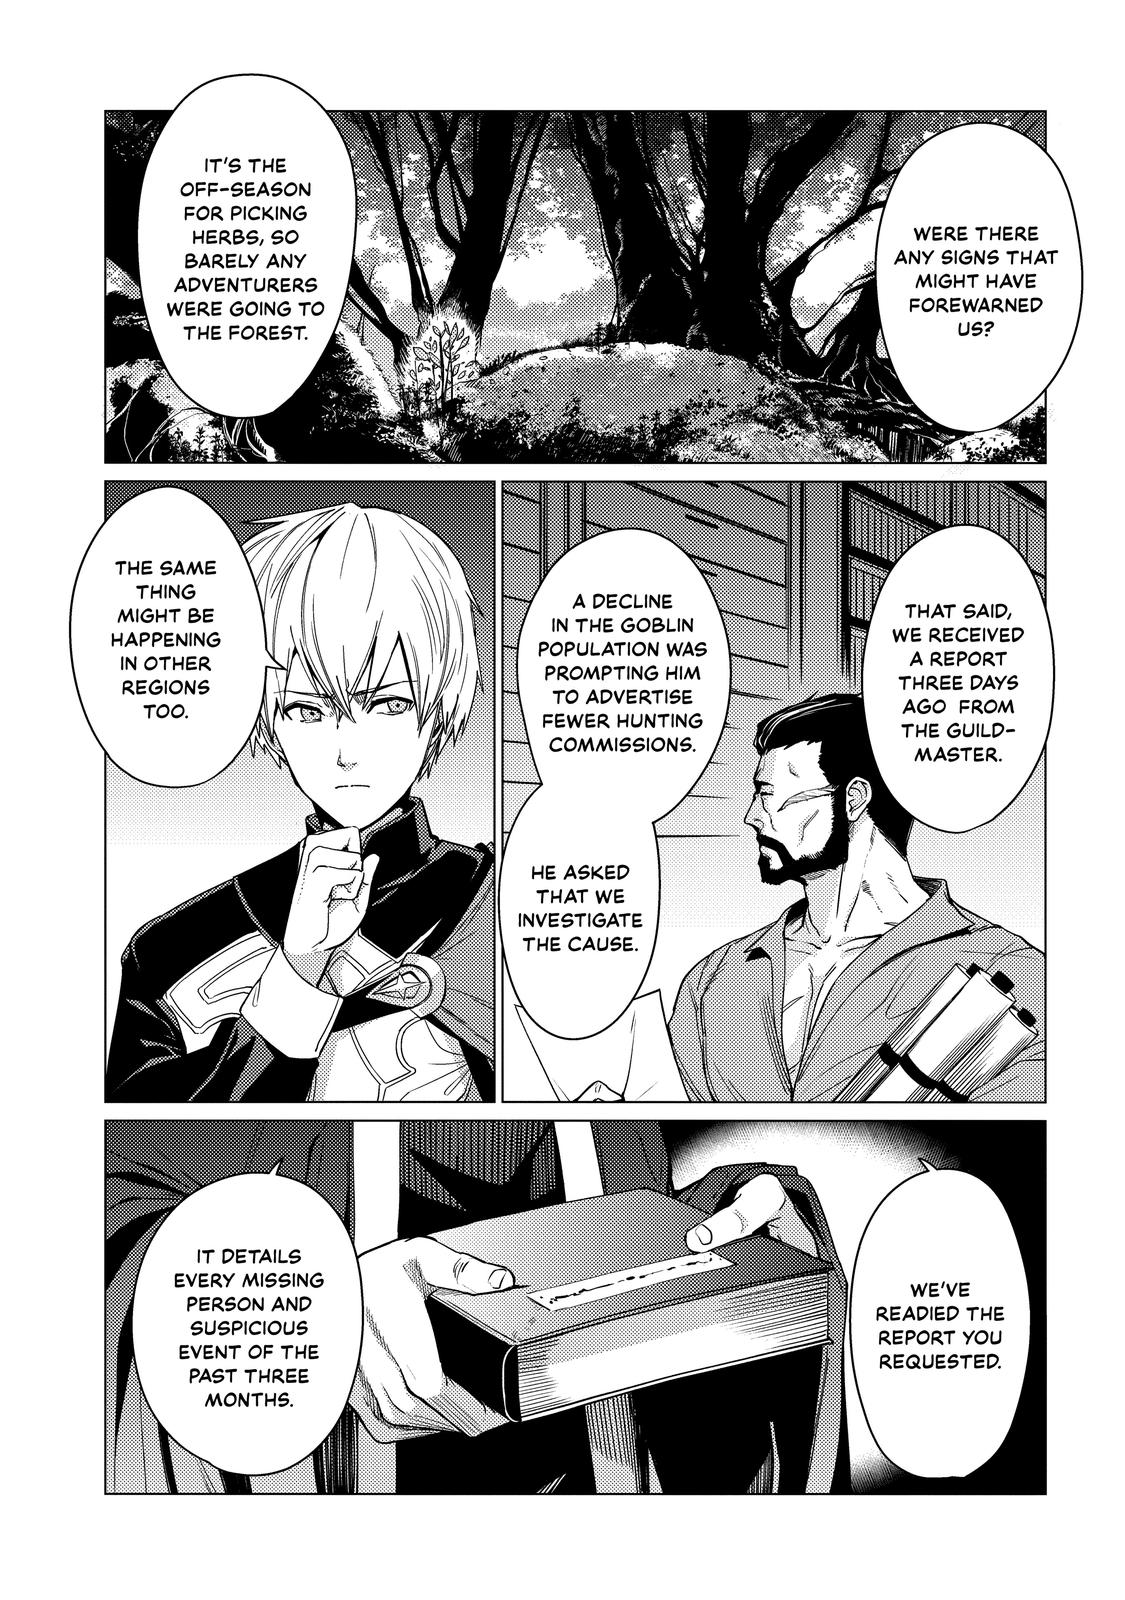 WERE THERE
ANY SIGNS THAT
MIGHT HAVE
FOREWARNED
US?
IT'S THE
OFF-SEASON
FOR PICKING
HERBS, SO
BARELY ANY
ADVENTURERS
WERE GOING TO
THE FOREST.
THAT SAID,
WE RECEIVED
A REPORT
THREE DAYS
AGO FROM
THE GUILD-
MASTER.
A DECLINE
IN THE GOBLIN
POPULATION WAS
PROMPTING HIM
TO ADVERTISE
FEWER HUNTING
COMMISSIONS.
HE ASKED
THAT WE
INVESTIGATE
THE CAUSE.
THE SAME
THING
MIGHT BE
HAPPENING
IN OTHER
REGIONS
TOO.
WE'VE
READIED THE
REPORT YOU
REQUESTED.
IT DETAILS
EVERY MISSING
PERSON AND
SUSPICIOUS
EVENT OF THE
PAST THREE
MONTHS.